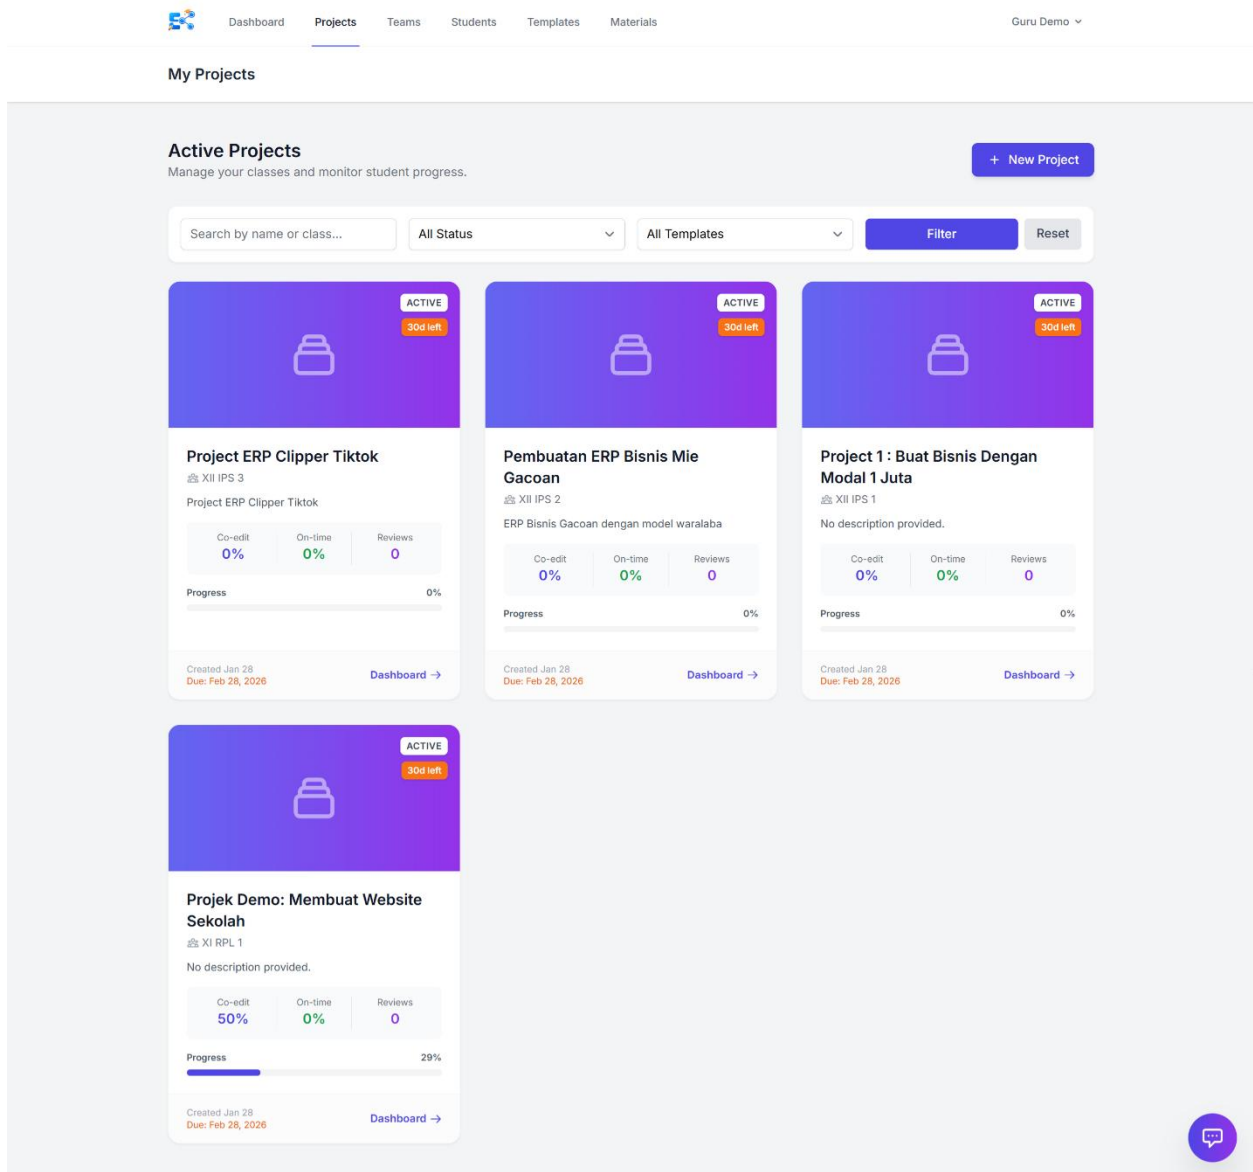 Dashboard Projects Teams Students Templates Materials Guru Demo
My Projects
Active Projects
Manage your classes and monitor student progress.
+ New Project
Search by name or class...
All Status
All Templates
Filter
Reset
ACTIVE
30d left
Project ERP Clipper Tiktok
XII IPS 3
Project ERP Clipper Tiktok
Co-edit On-time Reviews
0% 0% 0
Progress 0%
Created Jan 28
Due: Feb 28, 2026
Dashboard →
ACTIVE
30d left
Pembuatan ERP Bisnis Mie
Gacoan
XII IPS 2
ERP Bisnis Gacoan dengan model waralaba
Co-edit On-time Reviews
0% 0% 0
Progress 0%
Created Jan 28
Due: Feb 28, 2026
Dashboard →
ACTIVE
30d left
Project 1 : Buat Bisnis Dengan
Modal 1 Juta
XII IPS 1
No description provided.
Co-edit On-time Reviews
0% 0% 0
Progress 0%
Created Jan 28
Due: Feb 28, 2026
Dashboard →
ACTIVE
30d left
Projek Demo: Membuat Website
Sekolah
XI RPL 1
No description provided.
Co-edit On-time Reviews
50% 0% 0
Progress 29%
Created Jan 28
Due: Feb 28, 2026
Dashboard →